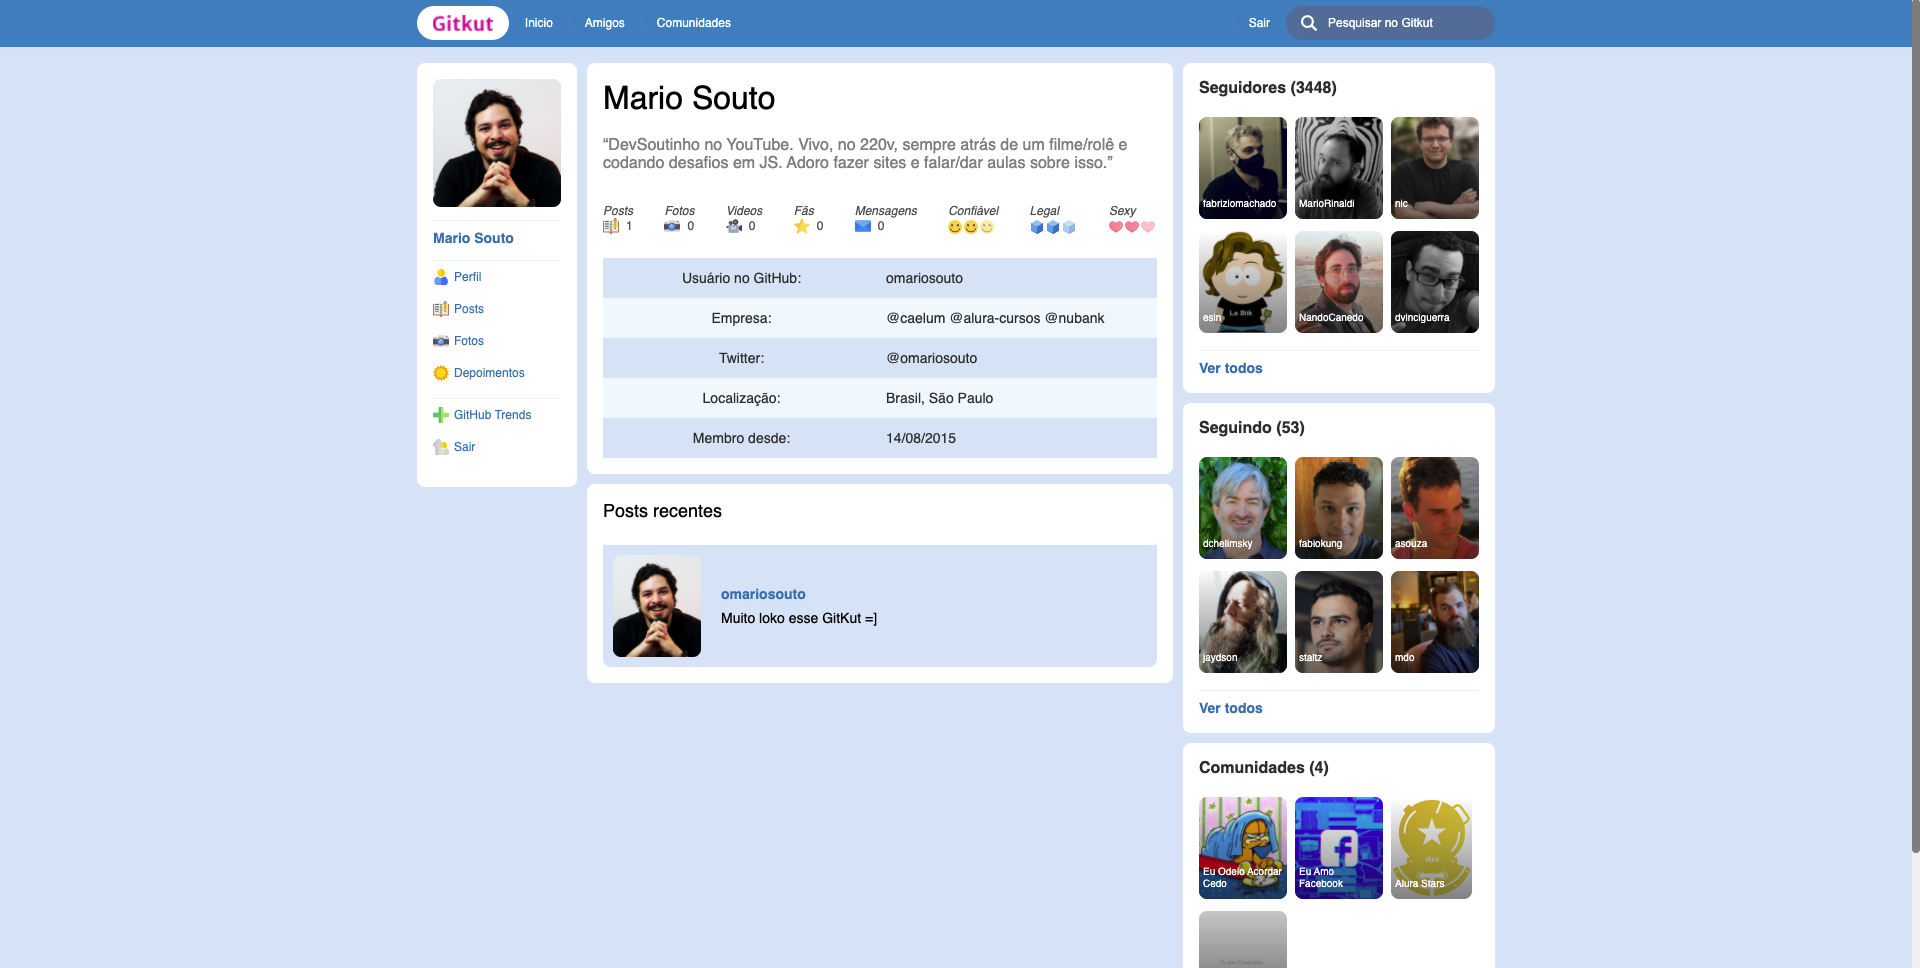 Gitkut
Inicio
Amigos
Comunidades
Sair
Pesquisar no Gitkut
Mario Souto
Perfil
Posts
Fotos
Depoimentos
GitHub Trends
Sair
Mario Souto
“DevSoutinho no YouTube. Vivo, no 220v, sempre atrás de um filme/rolê e
codando desafios em JS. Adoro fazer sites e falar/dar aulas sobre isso.”
Posts
1
Fotos
0
Videos
0
Fãs
0
Mensagens
0
Confiável
Legal
Sexy
Usuário no GitHub: omariosouto
Empresa: @caelum @alura-cursos @nubank
Twitter: @omariosouto
Localização: Brasil, São Paulo
Membro desde: 14/08/2015
Posts recentes
omariosouto
Muito loko esse GitKut =]
Seguidores (3448)
fabriziomachado
MarioRinaldi
nic
esin
NandoCanedo
dvinciguerra
Ver todos
Seguindo (53)
dchelimsky
fabiokung
asouza
jaydson
staltz
mdo
Ver todos
Comunidades (4)
Eu Odeio Acordar
Cedo
Eu Amo
Facebook
Alura Stars